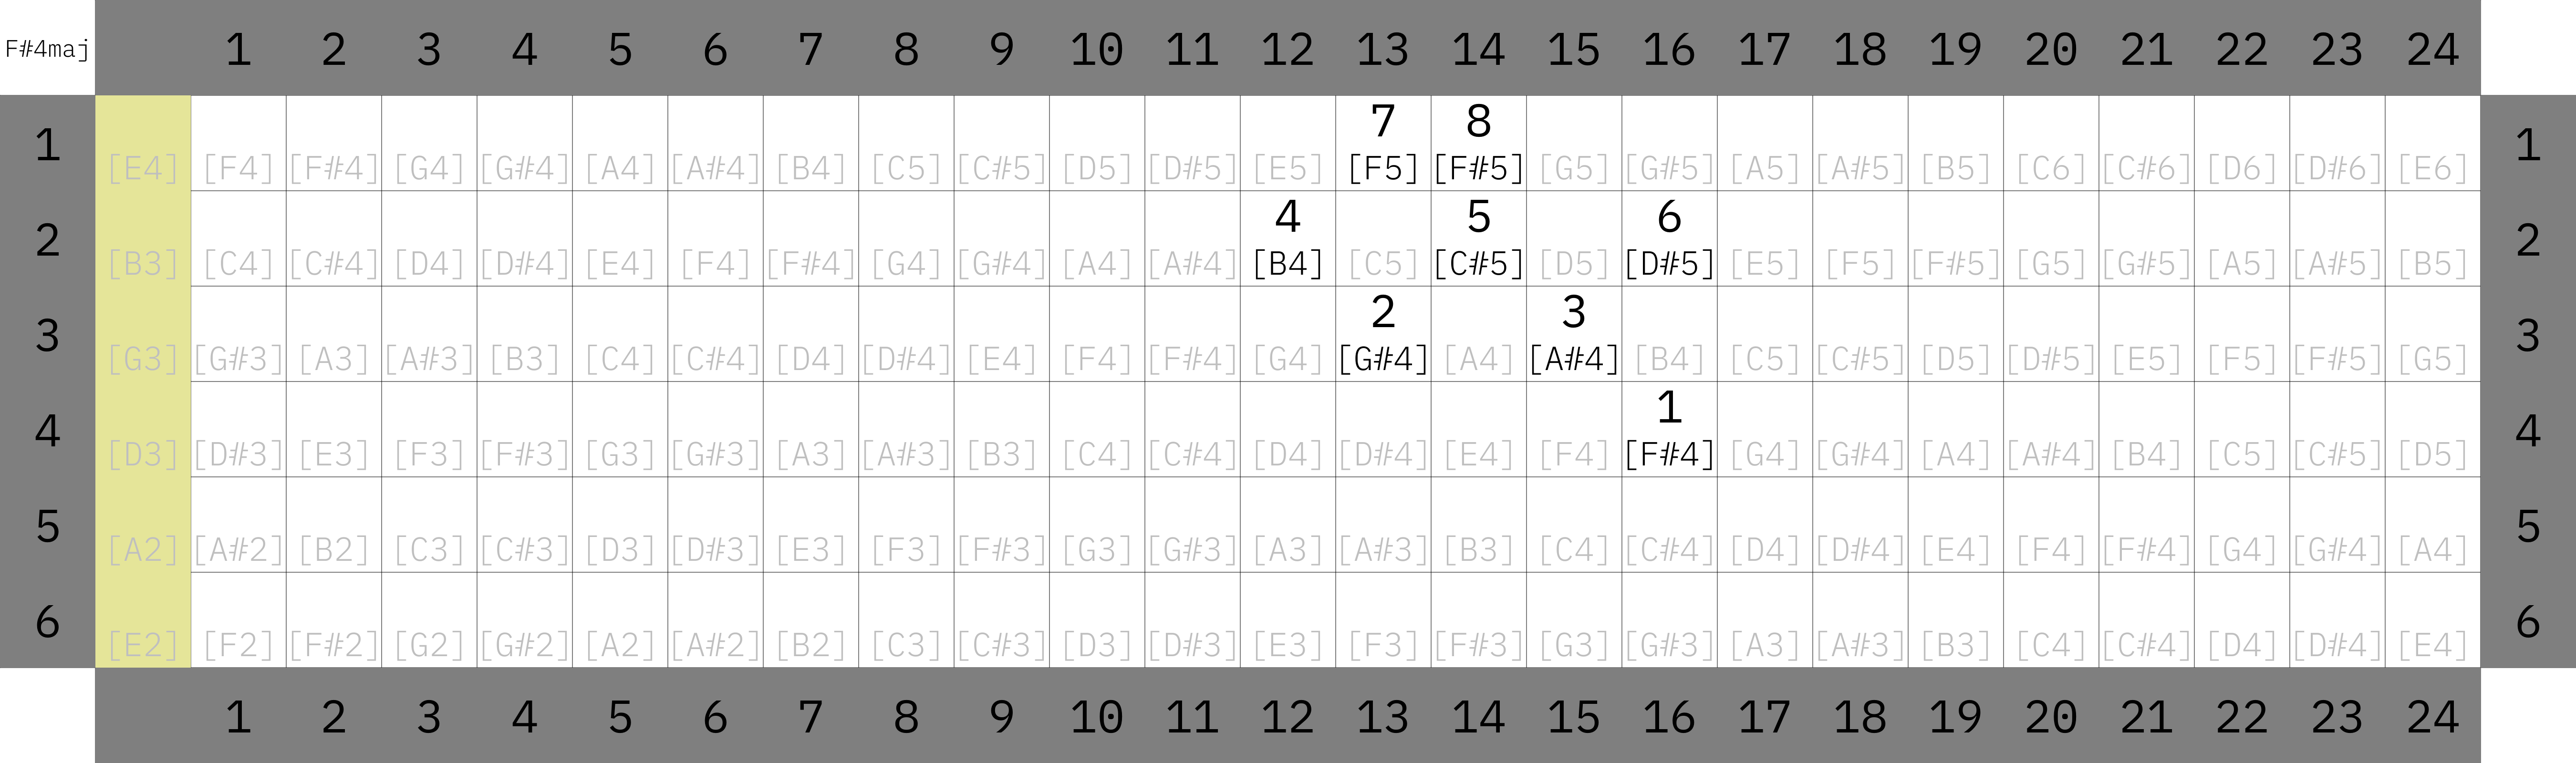 F#4maj 1 2 3 4 5 6 7 8 9 10 11 12 13 14 15 16 17 18 19 20 21 22 23 24
7 8
1 [E4] [F4] [F#4] [G4] [G#4] [A4] [A#4] [B4] [C5] [C#5] [D5] [D#5] [E5] [F5] [F#5] [G5] [G#5] [A5] [A#5] [B5] [C6] [C#6] [D6] [D#6] [E6] 1
4 5 6
2 [B3] [C4] [C#4] [D4] [D#4] [E4] [F4] [F#4] [G4] [G#4] [A4] [A#4] [B4] [C5] [C#5] [D5] [D#5] [E5] [F5] [F#5] [G5] [G#5] [A5] [A#5] [B5] 2
2 3
3 [G3] [G#3] [A3] [A#3] [B3] [C4] [C#4] [D4] [D#4] [E4] [F4] [F#4] [G4] [G#4] [A4] [A#4] [B4] [C5] [C#5] [D5] [D#5] [E5] [F5] [F#5] [G5] 3
1
4 [D3] [D#3] [E3] [F3] [F#3] [G3] [G#3] [A3] [A#3] [B3] [C4] [C#4] [D4] [D#4] [E4] [F4] [F#4] [G4] [G#4] [A4] [A#4] [B4] [C5] [C#5] [D5] 4
5 [A2] [A#2] [B2] [C3] [C#3] [D3] [D#3] [E3] [F3] [F#3] [G3] [G#3] [A3] [A#3] [B3] [C4] [C#4] [D4] [D#4] [E4] [F4] [F#4] [G4] [G#4] [A4] 5
6 [E2] [F2] [F#2] [G2] [G#2] [A2] [A#2] [B2] [C3] [C#3] [D3] [D#3] [E3] [F3] [F#3] [G3] [G#3] [A3] [A#3] [B3] [C4] [C#4] [D4] [D#4] [E4] 6
1 2 3 4 5 6 7 8 9 10 11 12 13 14 15 16 17 18 19 20 21 22 23 24